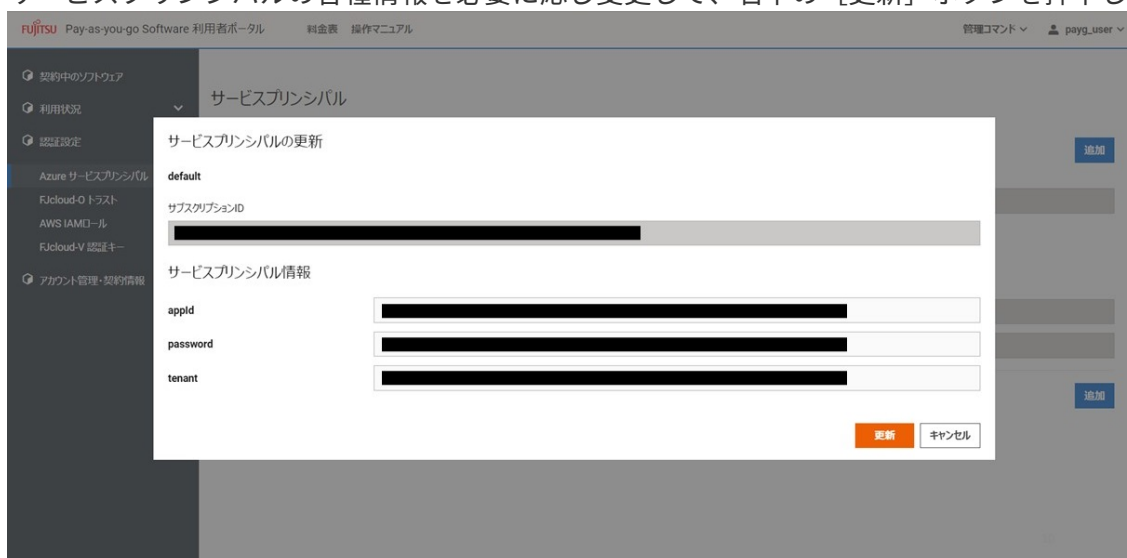 サービスプリンシパルの各種情報を必要に応じ変更して、右下の［更新］ボタンを押下し
FUJITSU Pay-as-you-go Software 利用者ポータル 料金表 操作マニュアル 管理コマンド payg_user
契約中のソフトウェア
利用状況
認証設定
Azure サービスプリンシパル
FJcloud-O トラスト
AWS IAMロール
FJcloud-V 認証キー
アカウント管理・契約情報
サービスプリンシパル
追加
サービスプリンシパルの更新
default
サブスクリプションID
サービスプリンシパル情報
appId
password
tenant
更新 キャンセル
追加